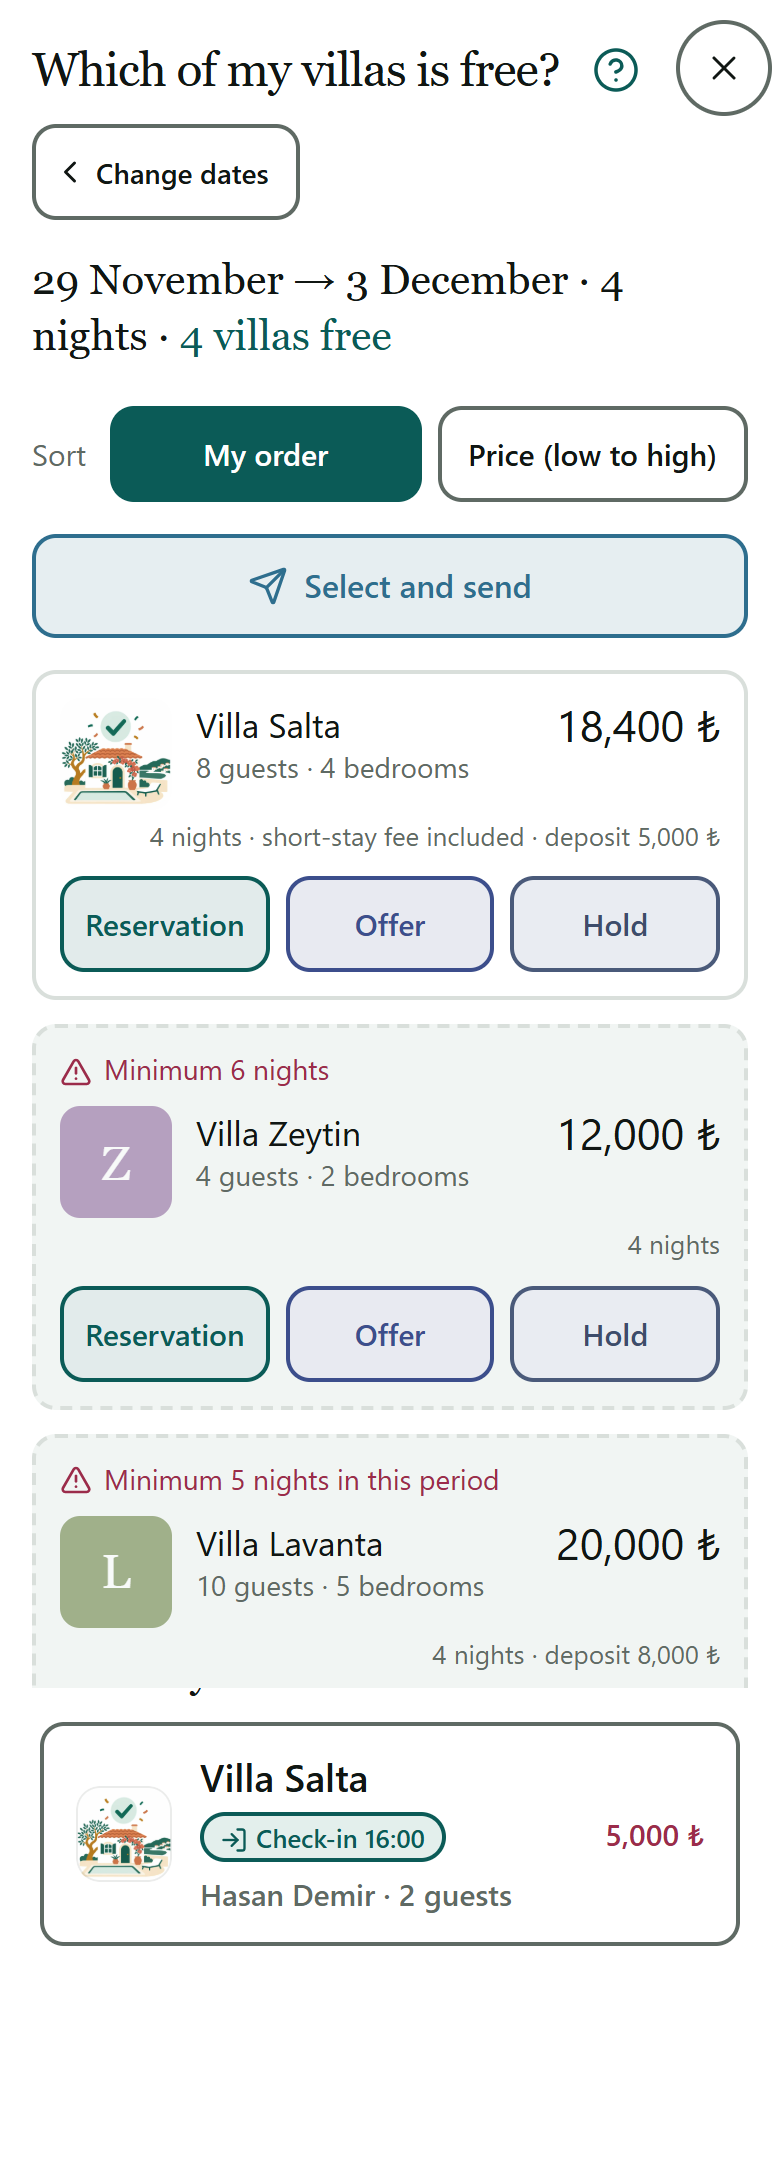 Which of my villas is free?
Change dates
29 November → 3 December · 4
nights · 4 villas free
Sort
My order
Price (low to high)
Select and send
Villa Salta
18,400 ₺
8 guests · 4 bedrooms
4 nights · short-stay fee included · deposit 5,000 ₺
Reservation
Offer
Hold
Minimum 6 nights
Z
Villa Zeytin
12,000 ₺
4 guests · 2 bedrooms
4 nights
Reservation
Offer
Hold
Minimum 5 nights in this period
L
Villa Lavanta
20,000 ₺
10 guests · 5 bedrooms
4 nights · deposit 8,000 ₺
Villa Salta
Check-in 16:00
5,000 ₺
Hasan Demir · 2 guests